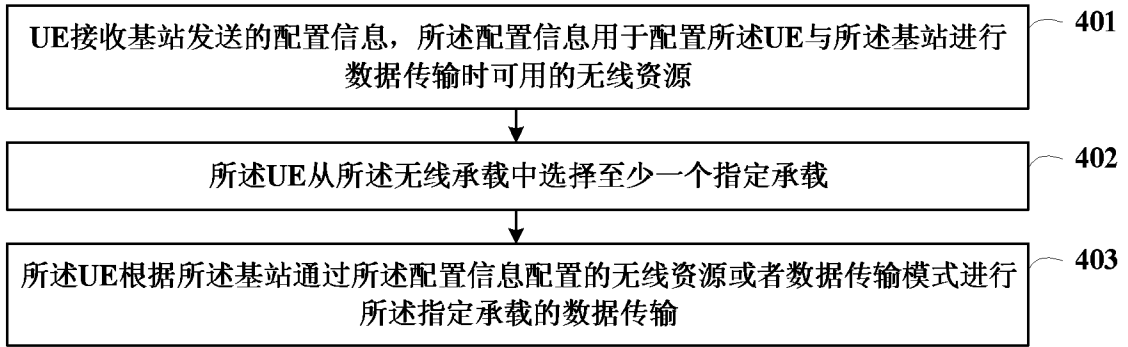 UE接收基站发送的配置信息，所述配置信息用于配置所述UE与所述基站进行
数据传输时可用的无线资源
401
所述UE从所述无线承载中选择至少一个指定承载
402
所述UE根据所述基站通过所述配置信息配置的无线资源或者数据传输模式进行
所述指定承载的数据传输
403